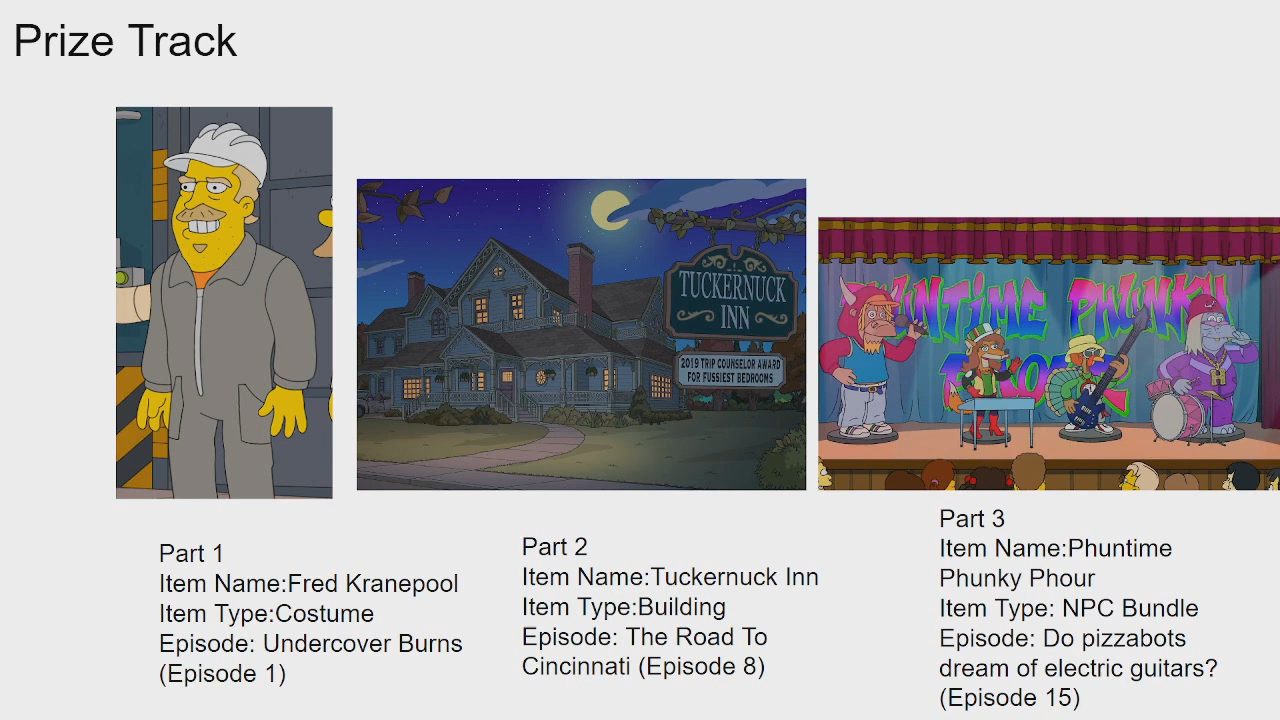 Prize Track
TUCKERNUCK
INN
2019 TRIP COUNSELOR AWARD
FOR FUSSIEST BEDROOMS
Part 1
Item Name:Fred Kranepool
Item Type:Costume
Episode: Undercover Burns
(Episode 1)
Part 2
Item Name:Tuckernuck Inn
Item Type:Building
Episode: The Road To
Cincinnati (Episode 8)
Part 3
Item Name:Phuntime
Phunky Phour
Item Type: NPC Bundle
Episode: Do pizzabots
dream of electric guitars?
(Episode 15)